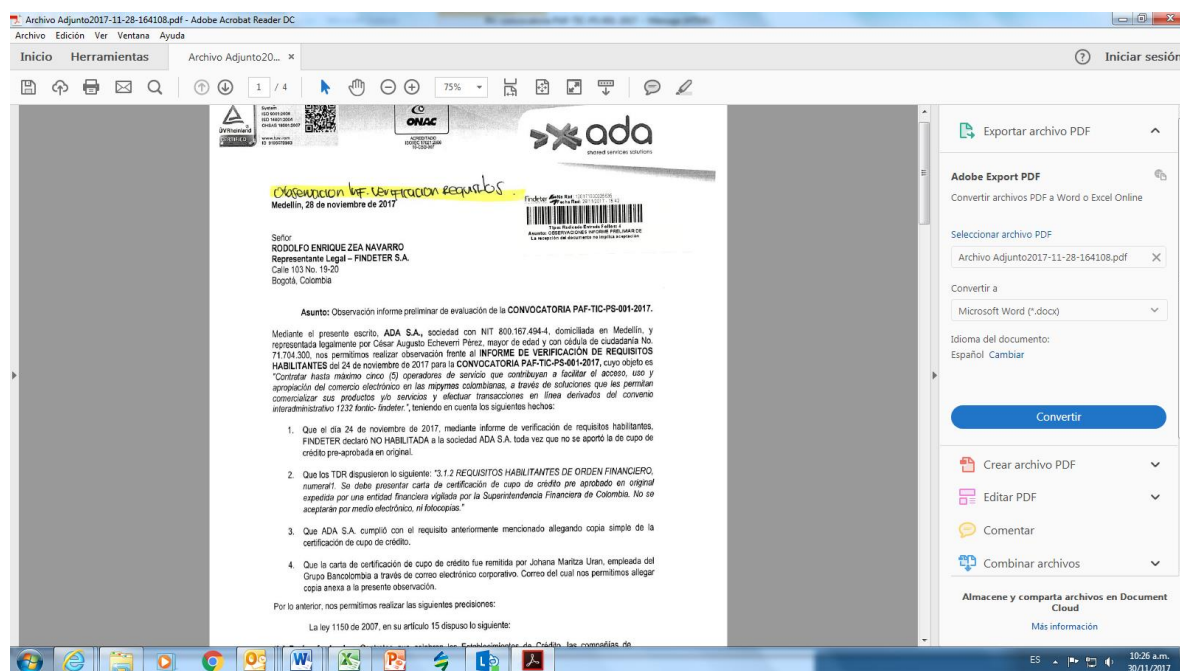 Archivo Adjunto2017-11-28-164108.pdf - Adobe Acrobat Reader DC
Archivo Edición Ver Ventana Ayuda
Inicio Herramientas Archivo Adjunto20... ×
Iniciar sesión
1 / 4 75%
ISO 9001:2008
ONAC
ACREDITADO
ada
shared services solutions
Observacion Inf. Verificacion Requisitos.
Medellín, 28 de noviembre de 2017
Findeter
Señor
RODOLFO ENRIQUE ZEA NAVARRO
Representante Legal – FINDETER S.A.
Calle 103 No. 19-20
Bogotá, Colombia
Asunto: OBSERVACIONES INFORME PRELIMINAR DE
La recepción del documento no implica aceptación
Asunto: Observación informe preliminar de evaluación de la CONVOCATORIA PAF-TIC-PS-001-2017.
Mediante el presente escrito, ADA S.A., sociedad con NIT 800.167.494-4, domiciliada en Medellín, y
representada legalmente por César Augusto Echeverri Pérez, mayor de edad y con cédula de ciudadanía No.
71.704.300, nos permitimos realizar observación frente al INFORME DE VERIFICACIÓN DE REQUISITOS
HABILITANTES del 24 de noviembre de 2017 para la CONVOCATORIA PAF-TIC-PS-001-2017, cuyo objeto es
"Contratar hasta máximo cinco (5) operadores de servicio que contribuyan a facilitar el acceso, uso y
apropiación del comercio electrónico en las mipymes colombianas, a través de soluciones que les permitan
comercializar sus productos y/o servicios y efectuar transacciones en línea derivados del convenio
interadministrativo 1232 fontic- findeter.", teniendo en cuenta los siguientes hechos:
1. Que el día 24 de noviembre de 2017, mediante informe de verificación de requisitos habilitantes,
FINDETER declaró NO HABILITADA a la sociedad ADA S.A. toda vez que no se aportó la de cupo de
crédito pre-aprobada en original.
2. Que los TDR dispusieron lo siguiente: "3.1.2 REQUISITOS HABILITANTES DE ORDEN FINANCIERO,
numeral1. Se debe presentar carta de certificación de cupo de crédito pre aprobado en original
expedida por una entidad financiera vigilada por la Superintendencia Financiera de Colombia. No se
aceptarán por medio electrónico, ni fotocopias."
3. Que ADA S.A. cumplió con el requisito anteriormente mencionado allegando copia simple de la
certificación de cupo de crédito.
4. Que la carta de certificación de cupo de crédito fue remitida por Johana Maritza Uran, empleada del
Grupo Bancolombia a través de correo electrónico corporativo. Correo del cual nos permitimos allegar
copia anexa a la presente observación.
Por lo anterior, nos permitimos realizar las siguientes precisiones:
La ley 1150 de 2007, en su artículo 15 dispuso lo siguiente:
Exportar archivo PDF
Adobe Export PDF
Convertir archivos PDF a Word o Excel Online
Seleccionar archivo PDF
Archivo Adjunto2017-11-28-164108.pdf
Convertir a
Microsoft Word (*.docx)
Idioma del documento:
Español Cambiar
Convertir
Crear archivo PDF
Editar PDF
Comentar
Combinar archivos
Almacene y comparta archivos en Document
Cloud
Más información
ES 10:26 a.m.
30/11/2017